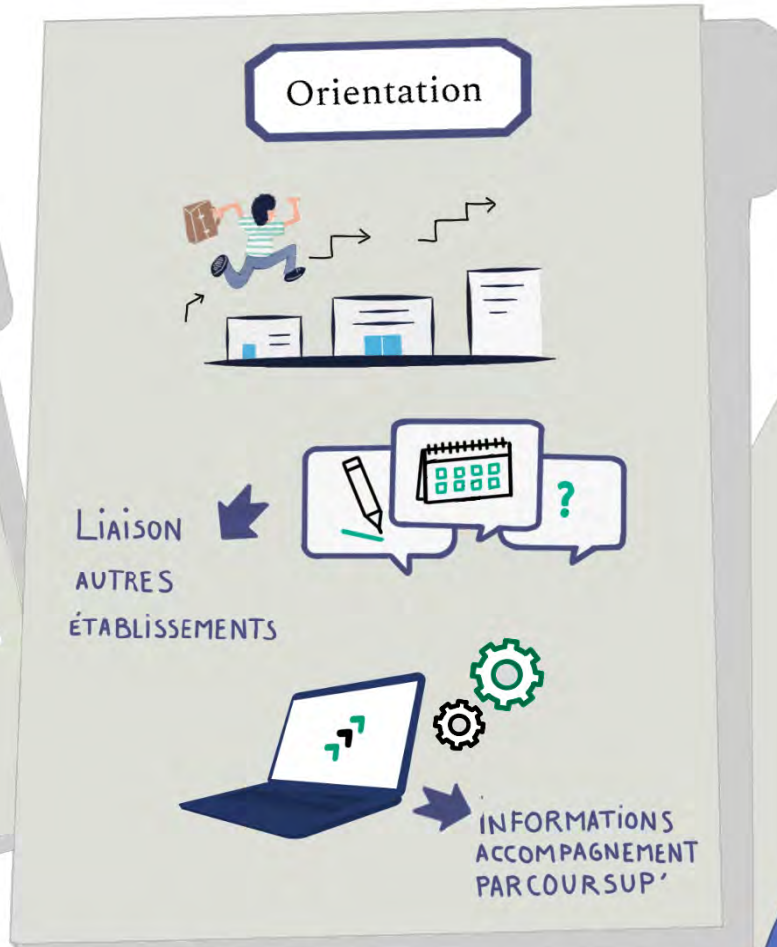 Orientation
?
LiAiSON
AUTRES
ÉTABLiSSEMENTS
iNFORMATiONS
ACCOMPAGNEMENT
PARCOURSUP'